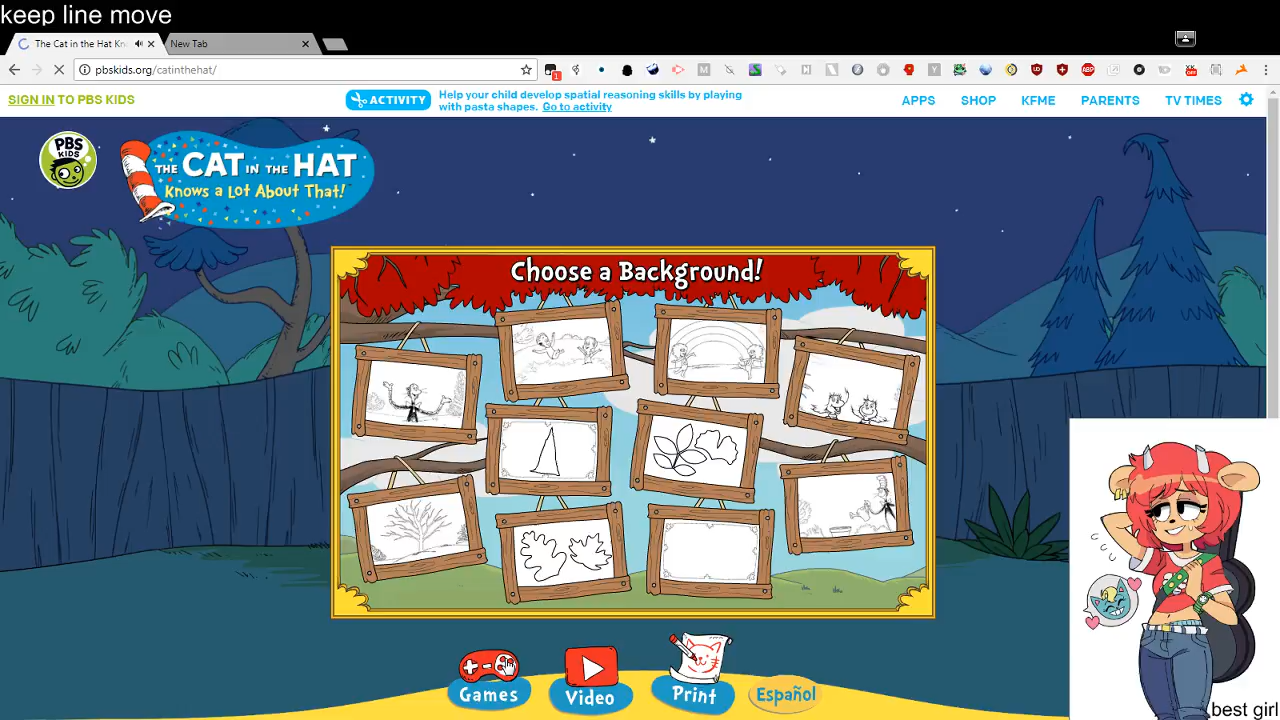 keep line move
The Cat in the Hat Kn
New Tab
pbskids.org/catinthehat/
1
M
Y
ABP
OFF
SIGN IN TO PBS KIDS
ACTIVITY
Help your child develop spatial reasoning skills by playing
with pasta shapes. Go to activity
APPS
SHOP
KFME
PARENTS
TV TIMES
PBS
KIDS
THE CAT IN THE HAT
Knows a Lot About That!
Choose a Background!
Games
Video
Print
Español
best girl